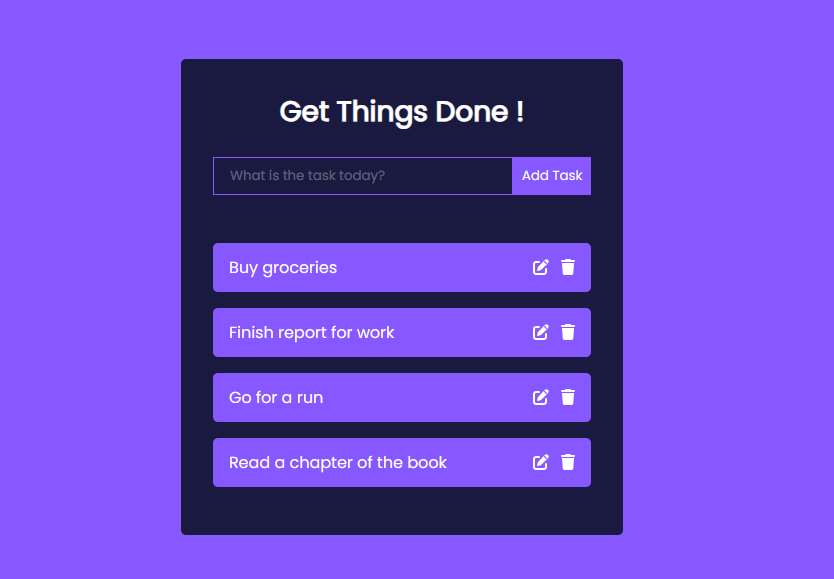 Get Things Done !
What is the task today?
Add Task
Buy groceries
Finish report for work
Go for a run
Read a chapter of the book